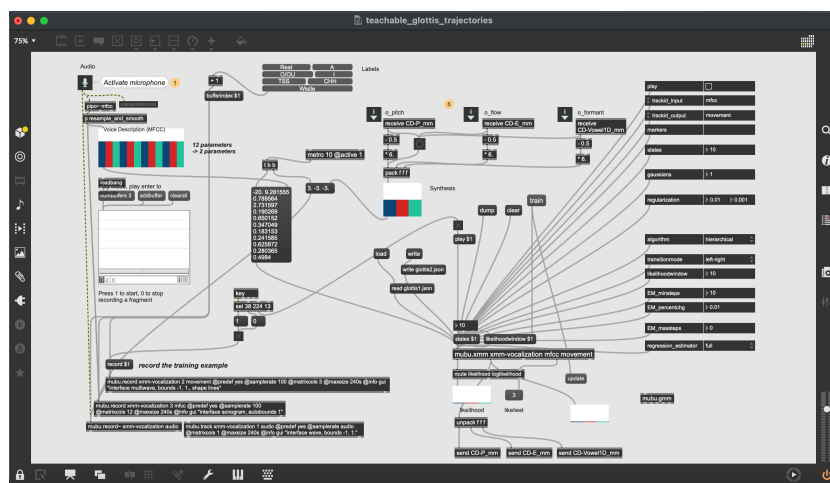 teachable_glottis_trajectories
75%
Audio
Activate microphone
1
pipo~ mfcc
p resample_and_smooth
Voice Description (MFCC)
12 parameters
-> 2 parameters
loadbang
play enter to
numbuffers 3
addbuffer
clearall
Press 1 to start, 0 to stop
recording a fragment
+ 1
bufferindex $1
Rest
A
O/OU
I
TSS
CHH
Wistle
Labels
t b b
metro 10 @active 1
3. -3. -3.
-20. 9.281555
0.789564
2.731597
0.190269
0.650152
0.347049
0.183153
0.241585
0.625872
0.280365
0.4984
5
o_pitch
receive CD-P_mm
- 0.5
* 6.
o_flow
receive CD-E_mm
- 0.5
* 6.
o_formant
receive
CD-Vowel1D_mm
- 0.5
* 6.
pack f f f
Synthesis
dump
clear
train
play $1
load
write
write glottis2.json
read glottis1.json
key
sel 38 224 13
1
0
record $1
record the training example
mubu.record xmm-vocalization 2 movement @predef yes @samplerate 100 @matrixcols 3 @maxsize 240s @info gui
"interface multiwave, bounds -1. 1., shape lines"
mubu.record xmm-vocalization 3 mfcc @predef yes @samplerate 100
@matrixcols 12 @maxsize 240s @info gui "interface sonogram, autobounds 1"
mubu.record~ xmm-vocalization audio
mubu.track xmm-vocalization 1 audio @predef yes @samplerate audio
@matrixcols 1 @maxsize 240s @info gui "interface wave, bounds -1. 1."
10
states $1
likelihoodwindow $1
mubu.xmm xmm-vocalization mfcc movement
route likelihood loglikelihood
3
update
likelihood
likeliest
unpack f f f
send CD-P_mm
send CD-E_mm
send CD-Vowel1D_mm
mubu.gmm
play
trackid_input
mfcc
trackid_output
movement
markers
states
10
gaussians
1
regularization
0.01
0.001
algorithm
hierarchical
transitionmode
left-right
likelihoodwindow
10
EM_minsteps
10
EM_percentchg
0.01
EM_maxsteps
0
regression_estimator
full